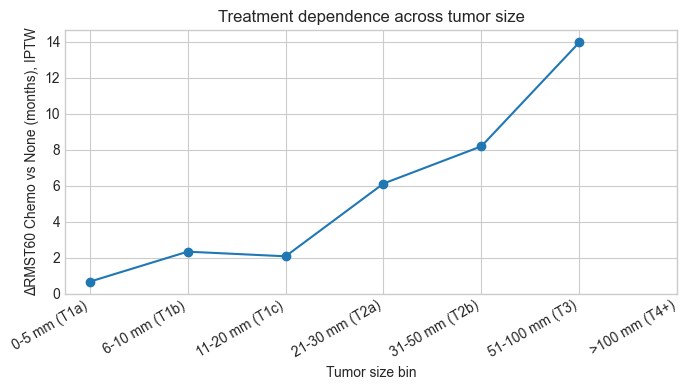 Treatment dependence across tumor size
ΔRMST60 Chemo vs None (months), IPTW
14
12
10
8
6
4
2
0
0-5 mm (T1a)
6-10 mm (T1b)
11-20 mm (T1c)
21-30 mm (T2a)
31-50 mm (T2b)
51-100 mm (T3)
>100 mm (T4+)
Tumor size bin